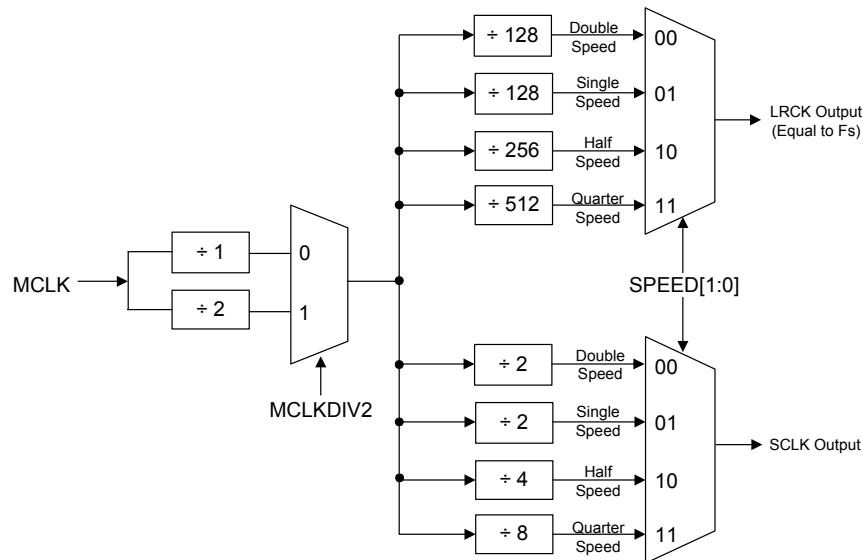 ÷ 128
Double
Speed
00
÷ 128
Single
Speed
01
÷ 256
Half
Speed
10
÷ 512
Quarter
Speed
11
LRCK Output
(Equal to Fs)
MCLK
÷ 1
0
÷ 2
1
MCLKDIV2
SPEED[1:0]
÷ 2
Double
Speed
00
÷ 2
Single
Speed
01
÷ 4
Half
Speed
10
÷ 8
Quarter
Speed
11
SCLK Output